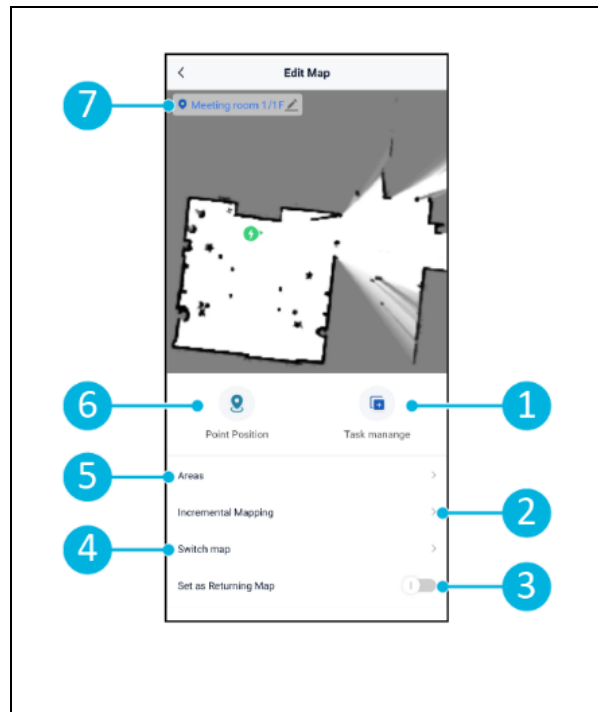 Edit Map
7
Meeting room 1/1F
6
1
Point Position
Task manange
5
Areas
Incremental Mapping
2
4
Switch map
Set as Returning Map
3